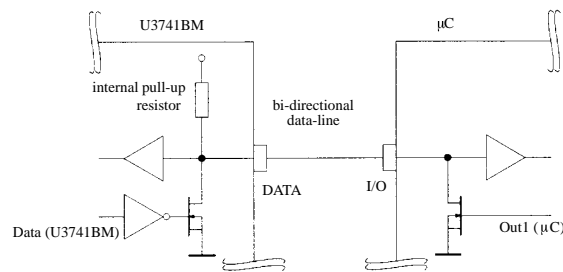 U3741BM
µC
internal pull-up
resistor
bi-directional
data-line
DATA
I/O
Data (U3741BM)
Out1 (µC)